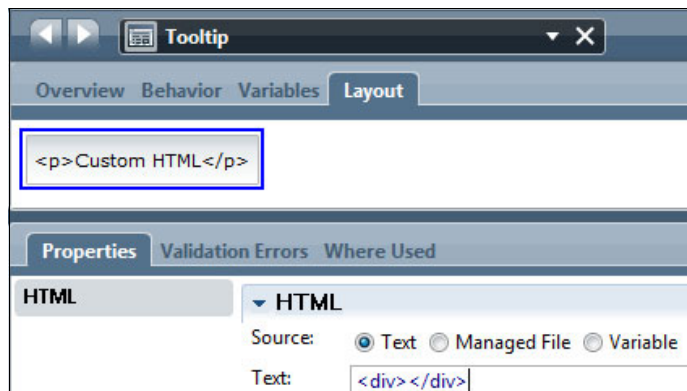 Tooltip
Overview Behavior Variables Layout
<p>Custom HTML</p>
Properties Validation Errors Where Used
HTML
HTML
Source: Text Managed File Variable
Text: <div></div>